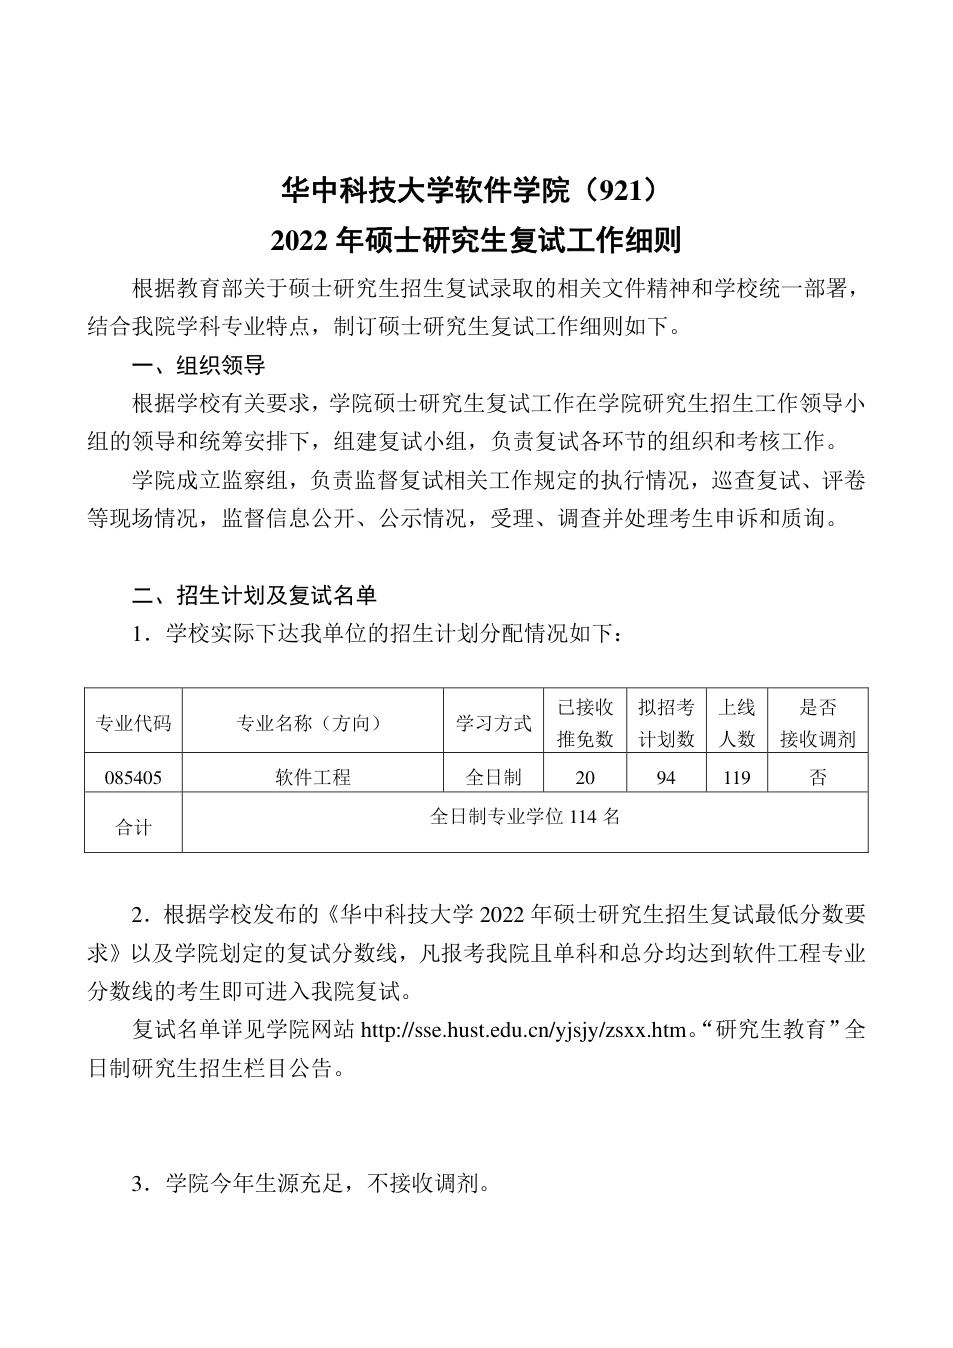 华中科技大学软件学院（921）
2022 年硕士研究生复试工作细则
根据教育部关于硕士研究生招生复试录取的相关文件精神和学校统一部署，
结合我院学科专业特点，制订硕士研究生复试工作细则如下。
一、组织领导
根据学校有关要求，学院硕士研究生复试工作在学院研究生招生工作领导小
组的领导和统筹安排下，组建复试小组，负责复试各环节的组织和考核工作。
学院成立监察组，负责监督复试相关工作规定的执行情况，巡查复试、评卷
等现场情况，监督信息公开、公示情况，受理、调查并处理考生申诉和质询。
二、招生计划及复试名单
1．学校实际下达我单位的招生计划分配情况如下：
专业代码 专业名称（方向） 学习方式 已接收推免数 拟招考计划数 上线人数 是否接收调剂
085405 软件工程 全日制 20 94 119 否
合计 全日制专业学位 114 名
2．根据学校发布的《华中科技大学 2022 年硕士研究生招生复试最低分数要
求》以及学院划定的复试分数线，凡报考我院且单科和总分均达到软件工程专业
分数线的考生即可进入我院复试。
复试名单详见学院网站 http://sse.hust.edu.cn/yjsjy/zsxx.htm。“研究生教育”全
日制研究生招生栏目公告。
3．学院今年生源充足，不接收调剂。